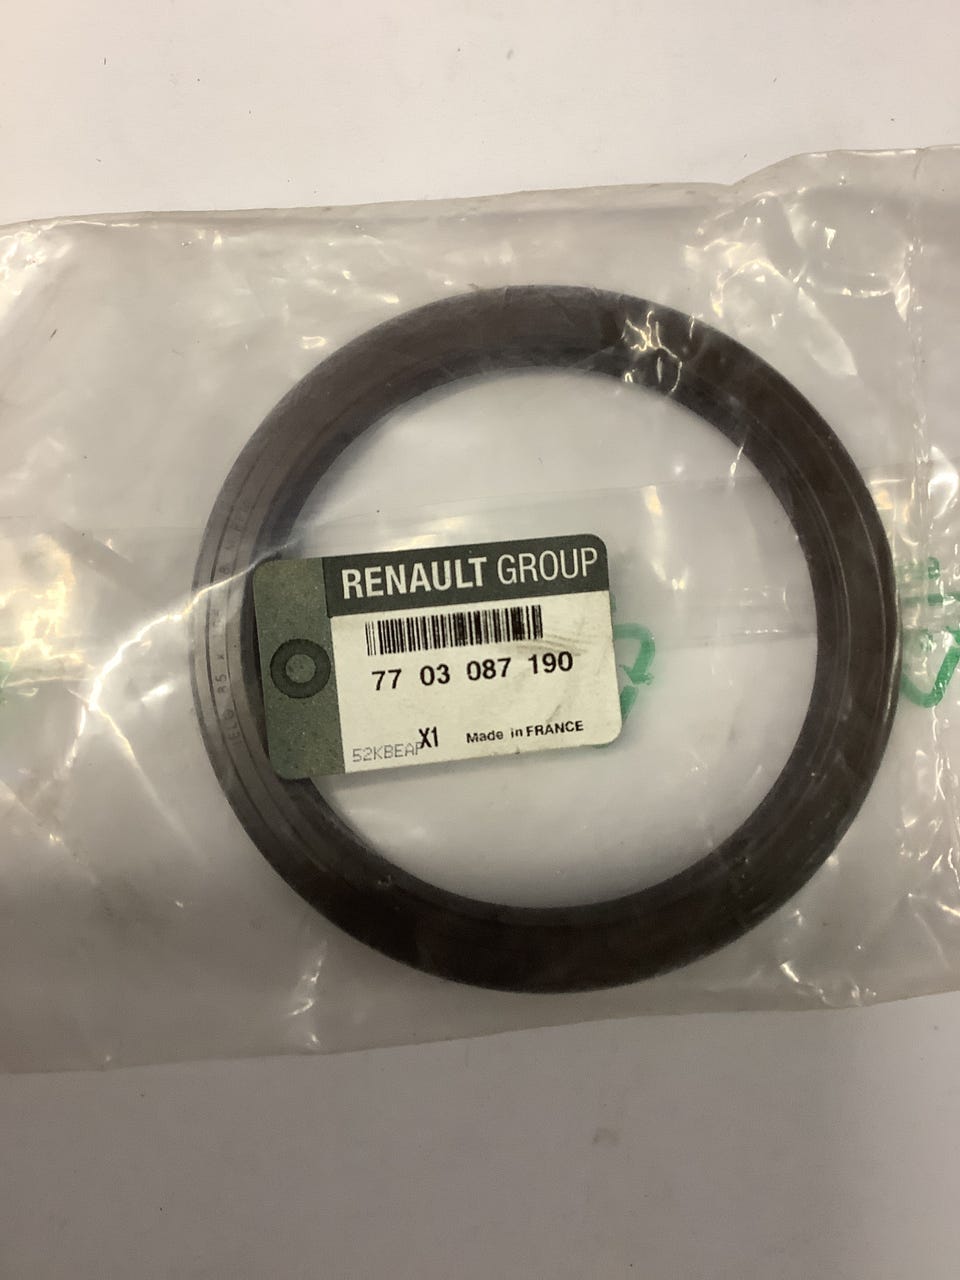 RENAULT GROUP
77 03 087 190
52KBEAP X1 Made in FRANCE